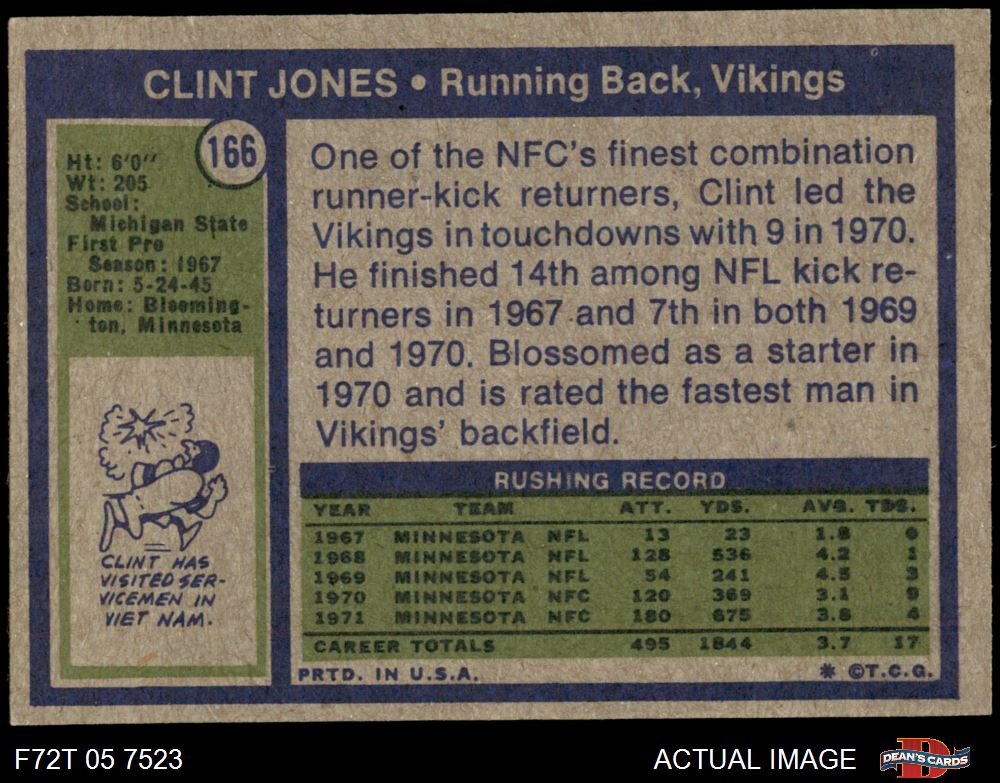 CLINT JONES • Running Back, Vikings
166
Ht: 6'0"
Wt: 205
School:
Michigan State
First Pro
Season: 1967
Born: 5-24-45
Home: Blooming-
ton, Minnesota
CLINT HAS
VISITED SER-
VICEMEN IN
VIET NAM.
One of the NFC's finest combination
runner-kick returners, Clint led the
Vikings in touchdowns with 9 in 1970.
He finished 14th among NFL kick re-
turners in 1967 and 7th in both 1969
and 1970. Blossomed as a starter in
1970 and is rated the fastest man in
Vikings' backfield.
RUSHING RECORD
YEAR TEAM ATT. YDS. AVG. TDS.
1967 MINNESOTA NFL 13 23 1.8 0
1968 MINNESOTA NFL 128 536 4.2 1
1969 MINNESOTA NFL 54 241 4.5 3
1970 MINNESOTA NFC 120 369 3.1 9
1971 MINNESOTA NFC 180 675 3.8 4
CAREER TOTALS 495 1844 3.7 17
PRTD. IN U.S.A. * ©T.C.G.
F72T 05 7523 ACTUAL IMAGE DEAN'S CARDS